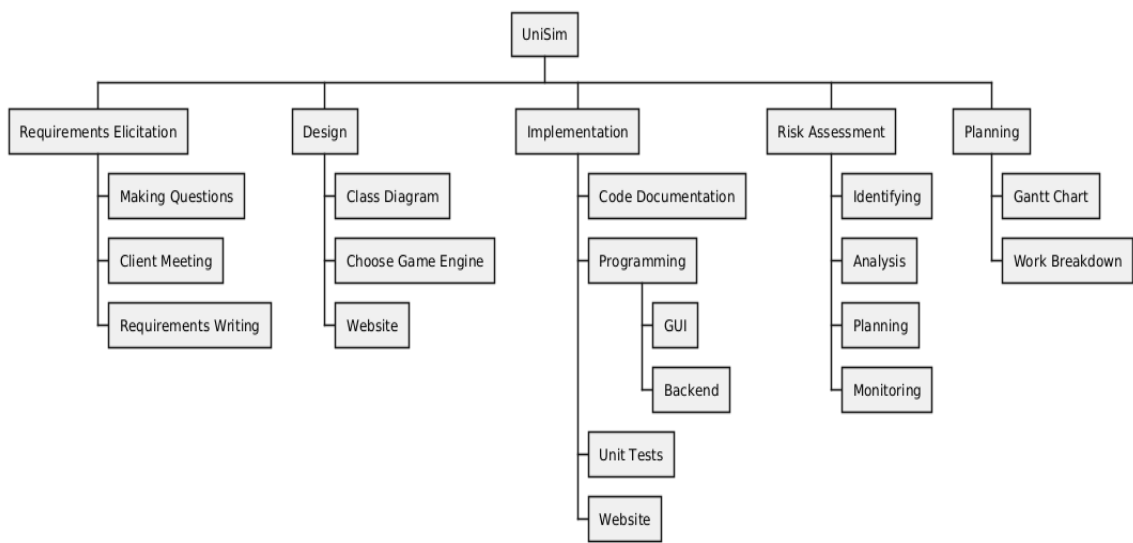 UniSim
Requirements Elicitation
Making Questions
Client Meeting
Requirements Writing
Design
Class Diagram
Choose Game Engine
Website
Implementation
Code Documentation
Programming
GUI
Backend
Unit Tests
Website
Risk Assessment
Identifying
Analysis
Planning
Monitoring
Planning
Gantt Chart
Work Breakdown